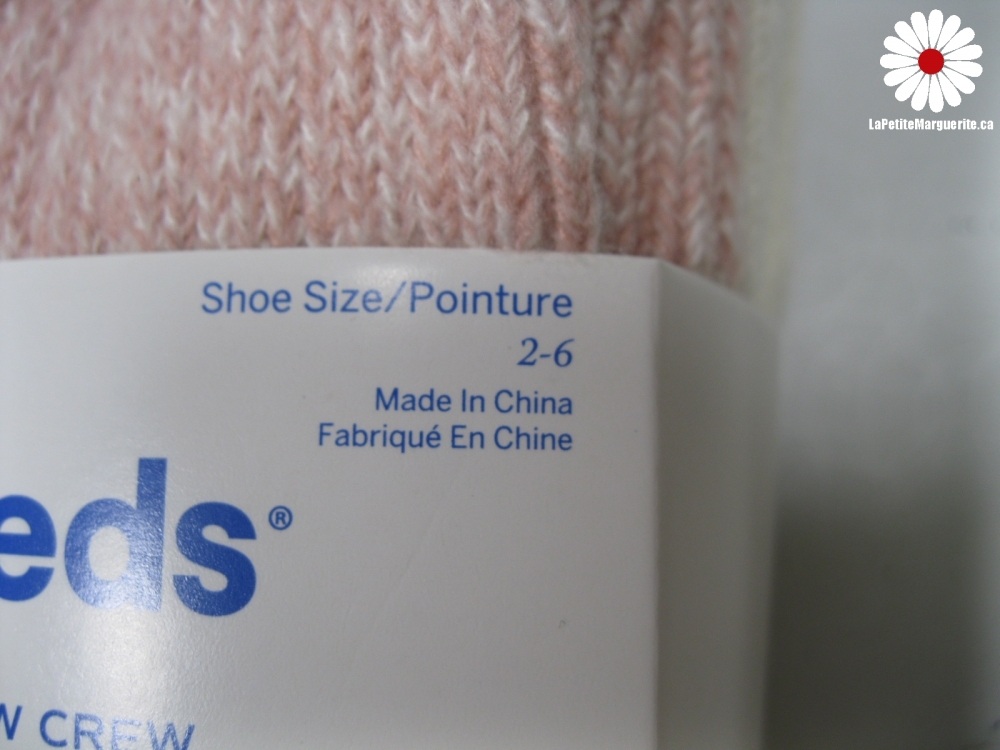 LaPetiteMarguerite.ca
Shoe Size/Pointure
2-6
Made In China
Fabriqué En Chine
eds®
W CREW